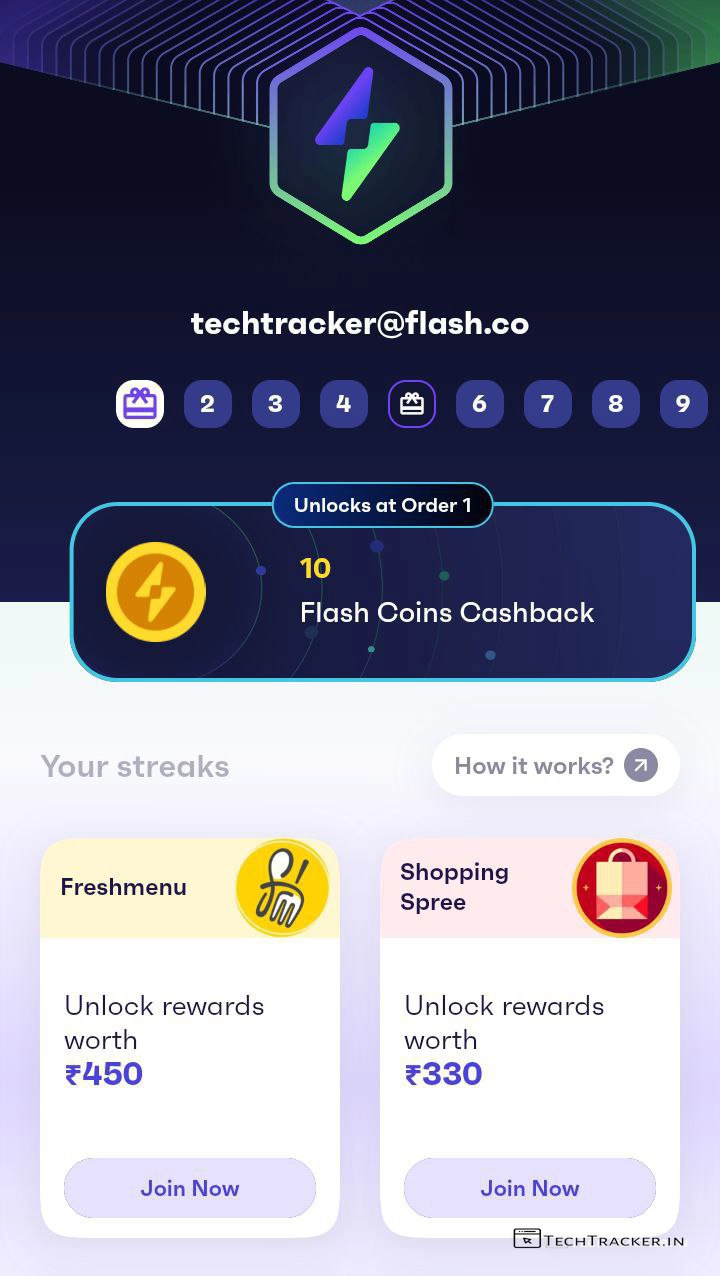 techtracker@flash.co
2 3 4 6 7 8 9
Unlocks at Order 1
10
Flash Coins Cashback
Your streaks
How it works?
Freshmenu
Unlock rewards
worth
₹450
Join Now
Shopping
Spree
Unlock rewards
worth
₹330
Join Now
TECHTRACKER.IN